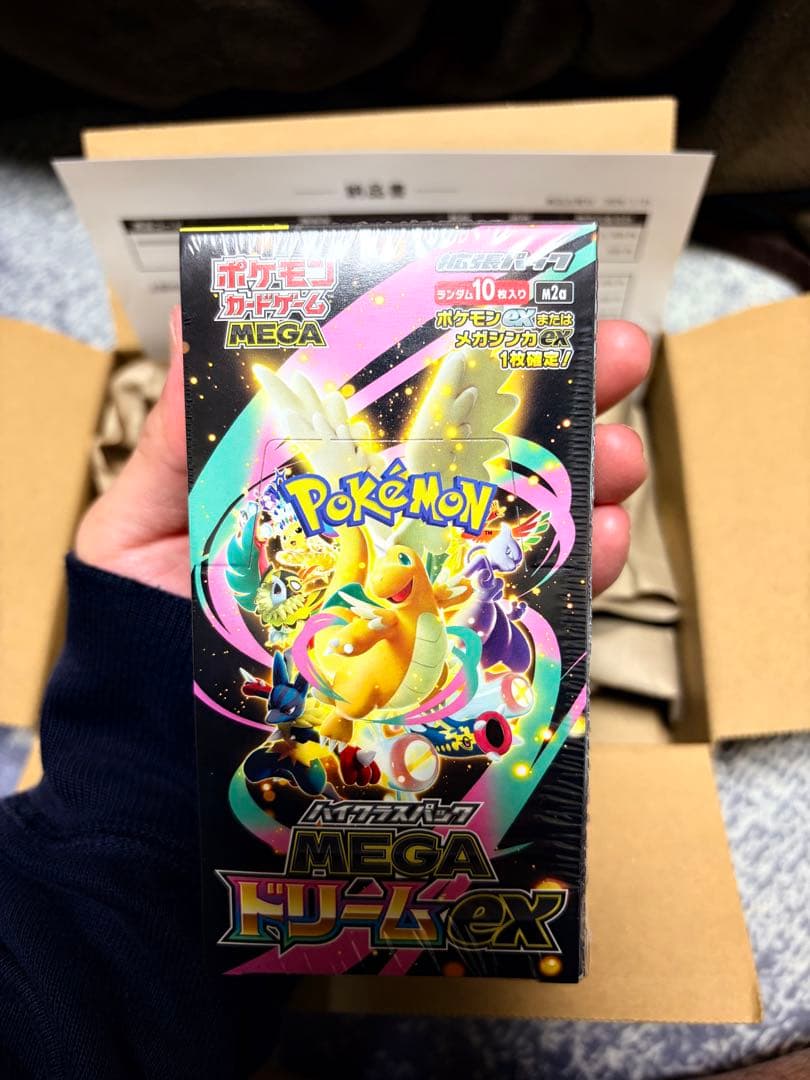 納品書
ポケモン
カードゲーム
MEGA
拡張パック
ランダム10枚入り M2a
ポケモンexまたは
メガシンカex
1枚確定!
POKéMON
TM
ハイクラスパック
MEGA
ドリームex